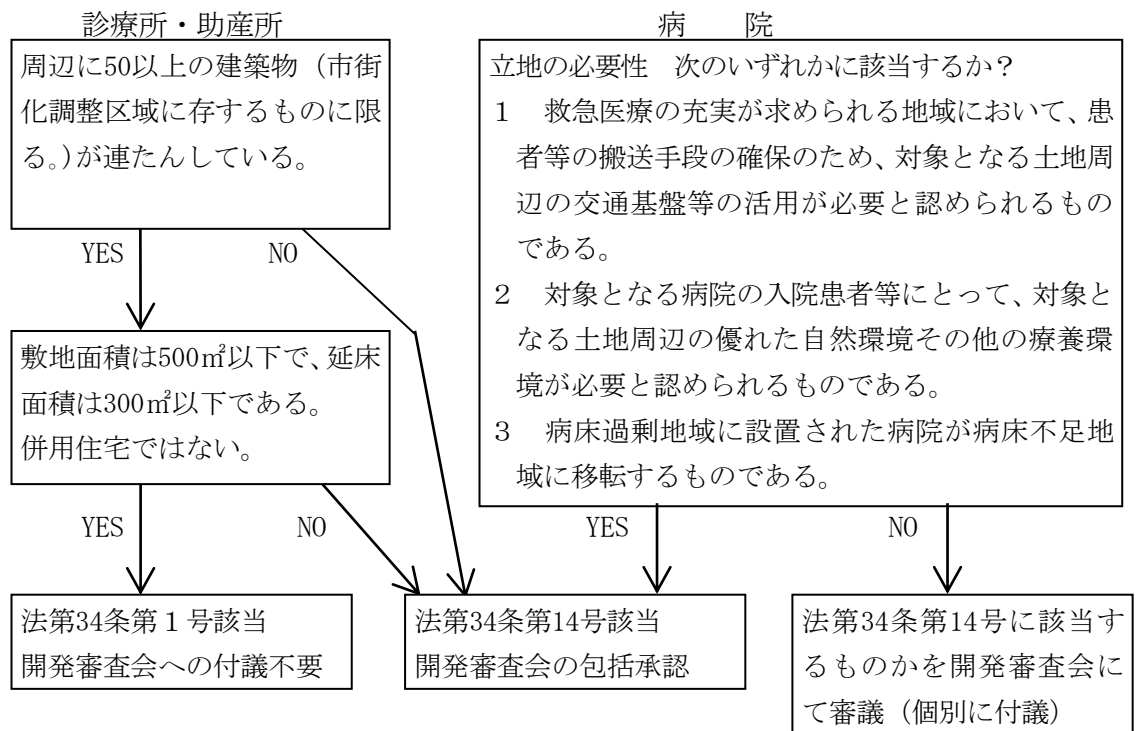 診療所・助産所
周辺に50以上の建築物（市街
化調整区域に存するものに限
る。)が連たんしている。
YES
NO
敷地面積は500㎡以下で、延床
面積は300㎡以下である。
併用住宅ではない。
YES
NO
法第34条第１号該当
開発審査会への付議不要
病　　院
立地の必要性　次のいずれかに該当するか？
１　救急医療の充実が求められる地域において、患
者等の搬送手段の確保のため、対象となる土地周
辺の交通基盤等の活用が必要と認められるもの
である。
２　対象となる病院の入院患者等にとって、対象と
なる土地周辺の優れた自然環境その他の療養環
境が必要と認められるものである。
３　病床過剰地域に設置された病院が病床不足地
域に移転するものである。
YES
NO
法第34条第14号該当
開発審査会の包括承認
法第34条第14号に該当す
るものかを開発審査会に
て審議（個別に付議）